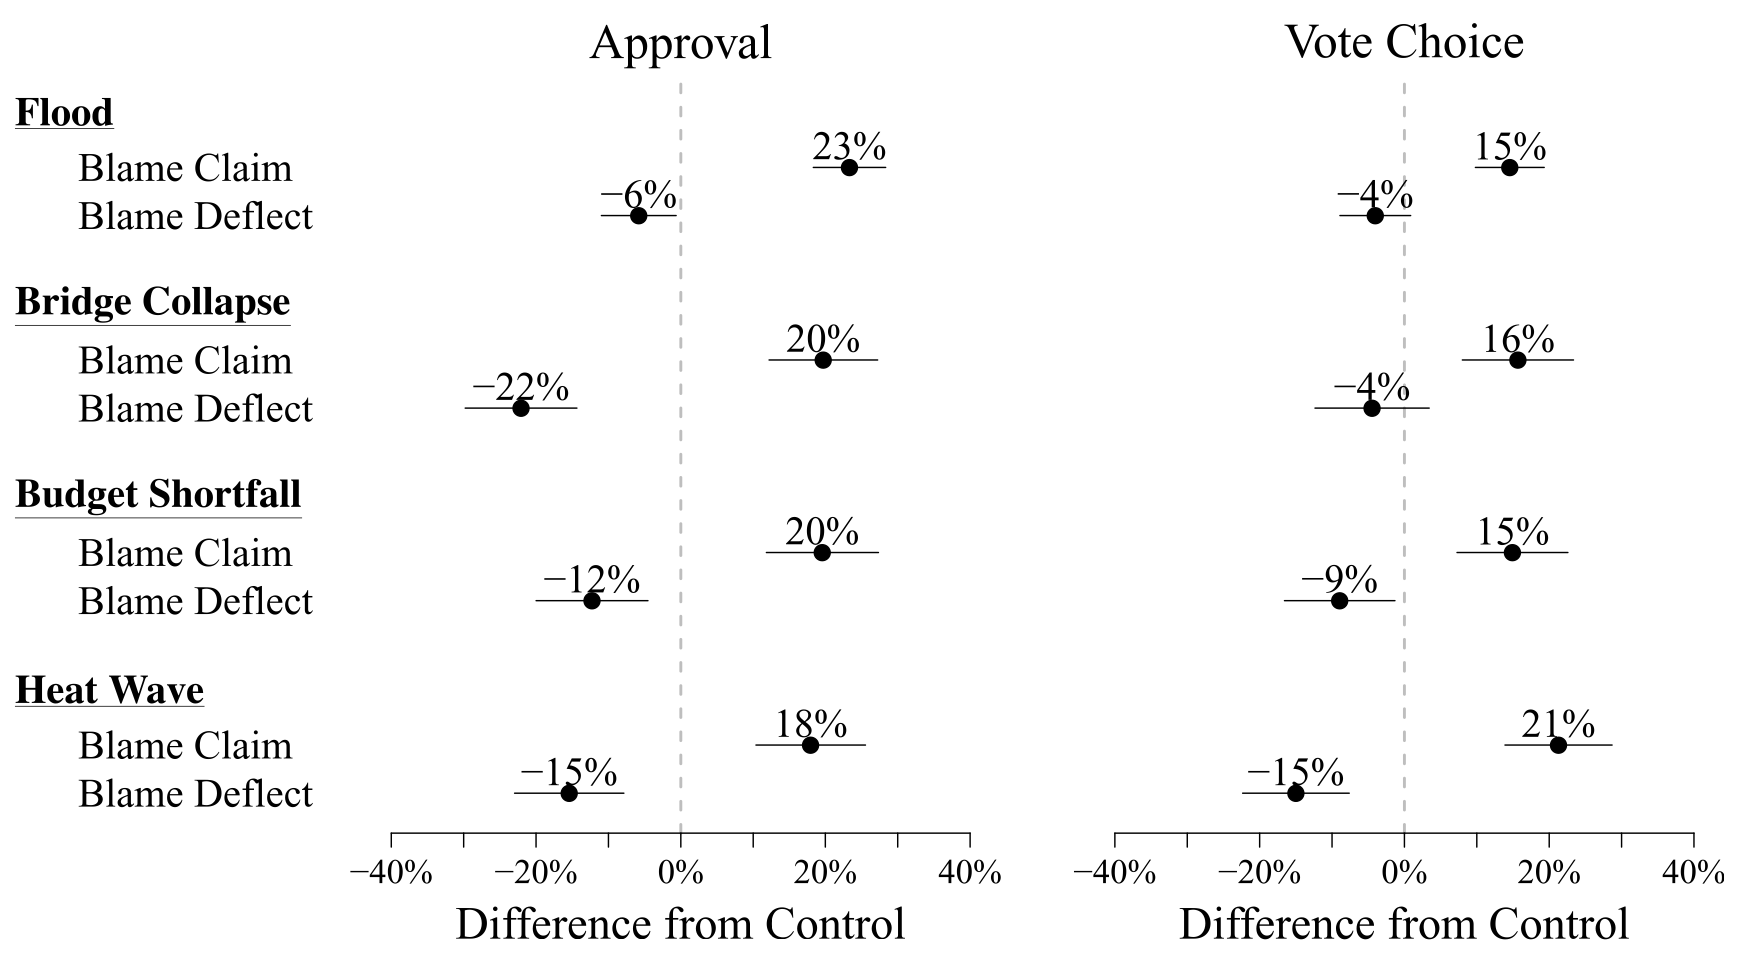 Approval Vote Choice
Flood
23% 15%
Blame Claim
−6% −4%
Blame Deflect
Bridge Collapse
20% 16%
Blame Claim
−22% −4%
Blame Deflect
Budget Shortfall
20% 15%
Blame Claim
−12% −9%
Blame Deflect
Heat Wave
18% 21%
Blame Claim
−15% −15%
Blame Deflect
−40% −20% 0% 20% 40% −40% −20% 0% 20% 40%
Difference from Control Difference from Control